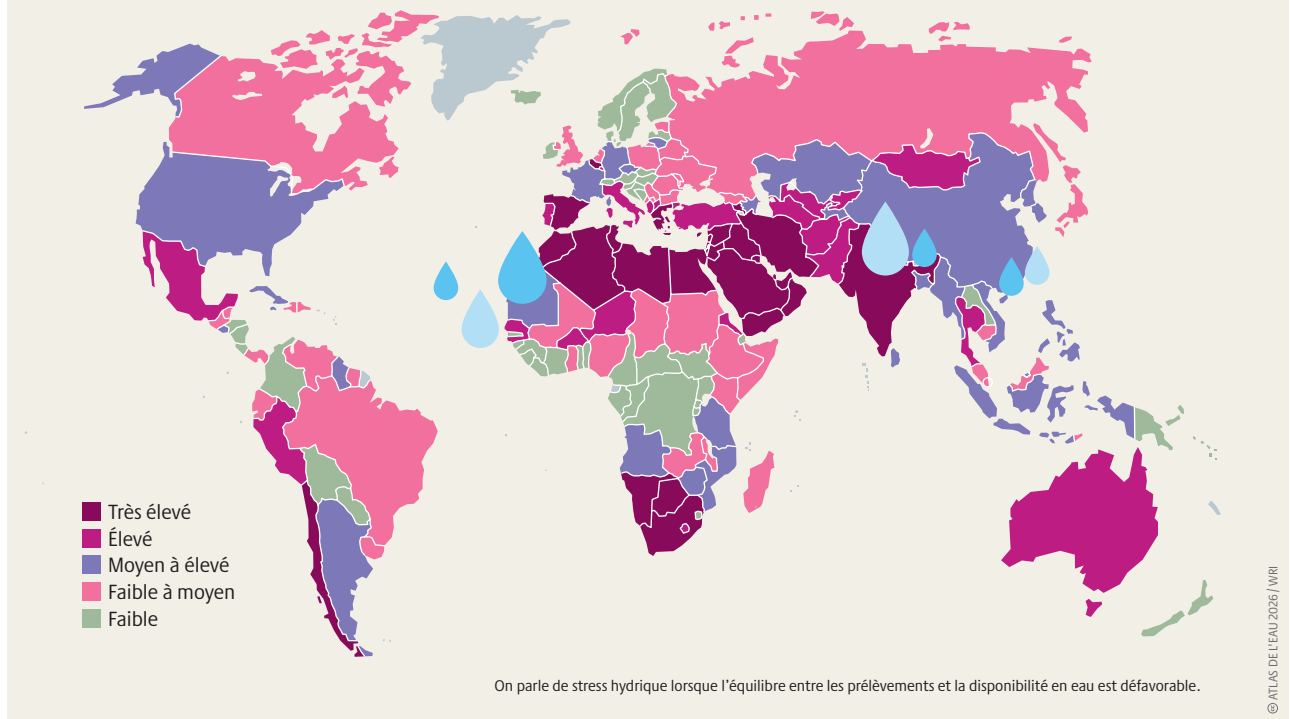 Très élevé
Élevé
Moyen à élevé
Faible à moyen
Faible
On parle de stress hydrique lorsque l’équilibre entre les prélèvements et la disponibilité en eau est défavorable.
© ATLAS DE L'EAU 2026 / WRI